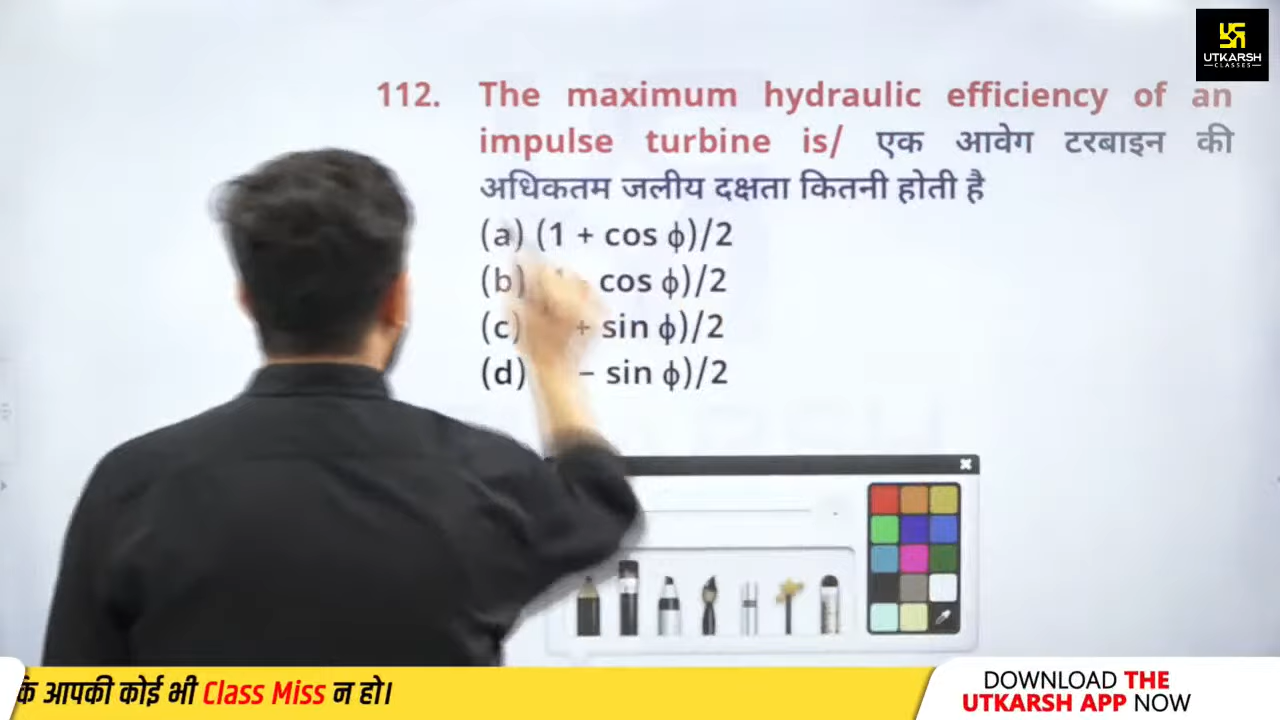 UTKARSH
CLASSES
112. The maximum hydraulic efficiency of an
impulse turbine is/ एक आवेग टरबाइन की
अधिकतम जलीय दक्षता कितनी होती है
(a) (1 + cos ϕ)/2
(b) cos ϕ)/2
(c) + sin ϕ)/2
(d) – sin ϕ)/2
कि आपकी कोई भी Class Miss न हो।
DOWNLOAD THE
UTKARSH APP NOW